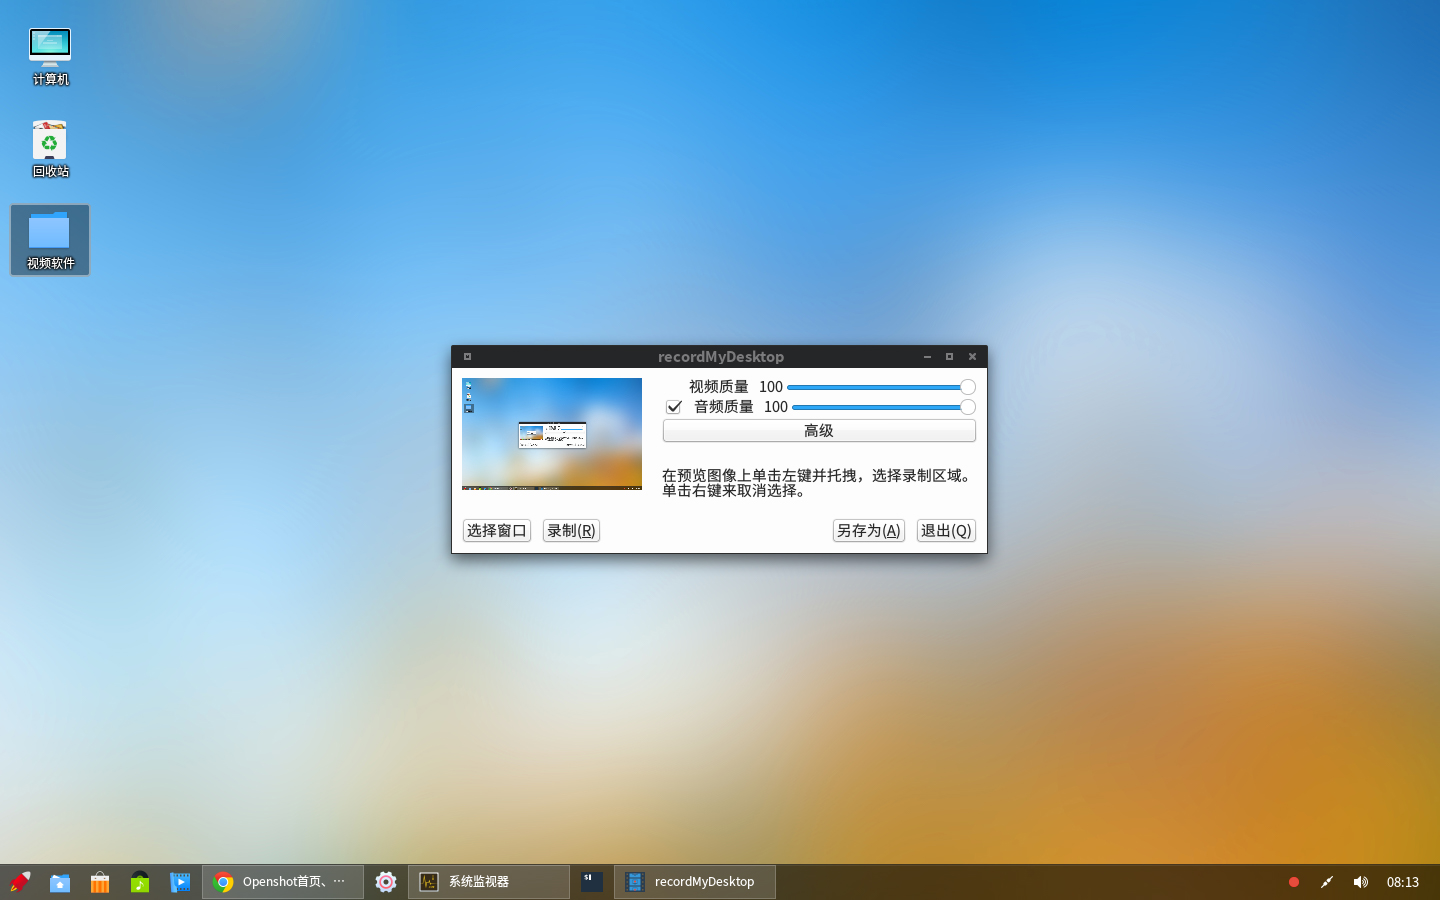 计算机
回收站
视频软件
recordMyDesktop
视频质量 100
音频质量 100
高级
在预览图像上单击左键并托拽，选择录制区域。
单击右键来取消选择。
选择窗口
录制(R)
另存为(A)
退出(Q)
Openshot首页、…
系统监视器
$
recordMyDesktop
08:13